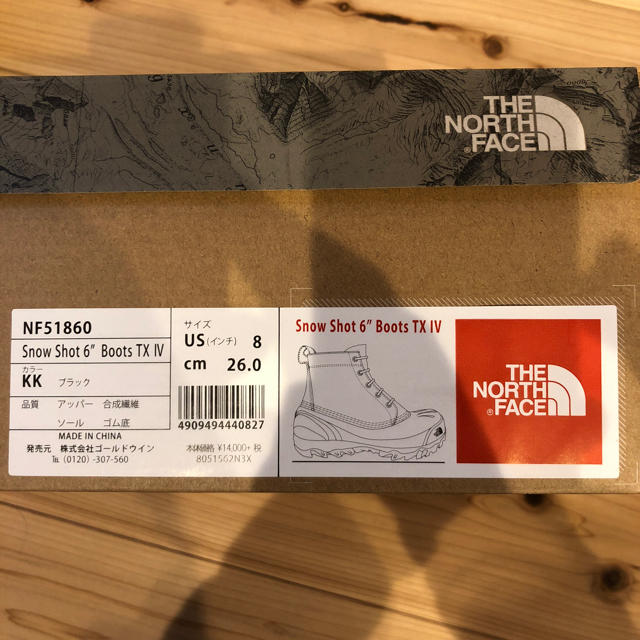 THE
NORTH
FACE
NF51860
Snow Shot 6” Boots TX IV
カラー
KK ブラック
品質 アッパー 合成繊維
ソール ゴム底
MADE IN CHINA
発売元 株式会社ゴールドウイン
TEL (0120) -307-560
サイズ
US (インチ) 8
cm 26.0
4909494440827
本体価格 ¥14,000+税
8051562N3X
Snow Shot 6” Boots TX IV
THE
NORTH
FACE
®